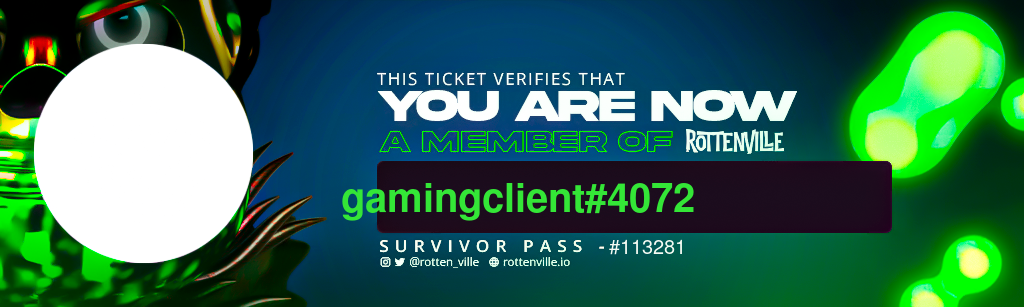 THIS TICKET VERIFIES THAT
YOU ARE NOW
A MEMBER OF ROTTENVILLE
gamingclient#4072
SURVIVOR PASS - #113281
@rotten_ville rottenville.io